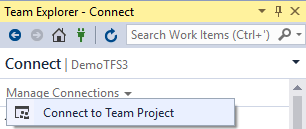 Team Explorer - Connect
Search Work Items (Ctrl+')
Connect | DemoTFS3
Manage Connections
Connect to Team Project